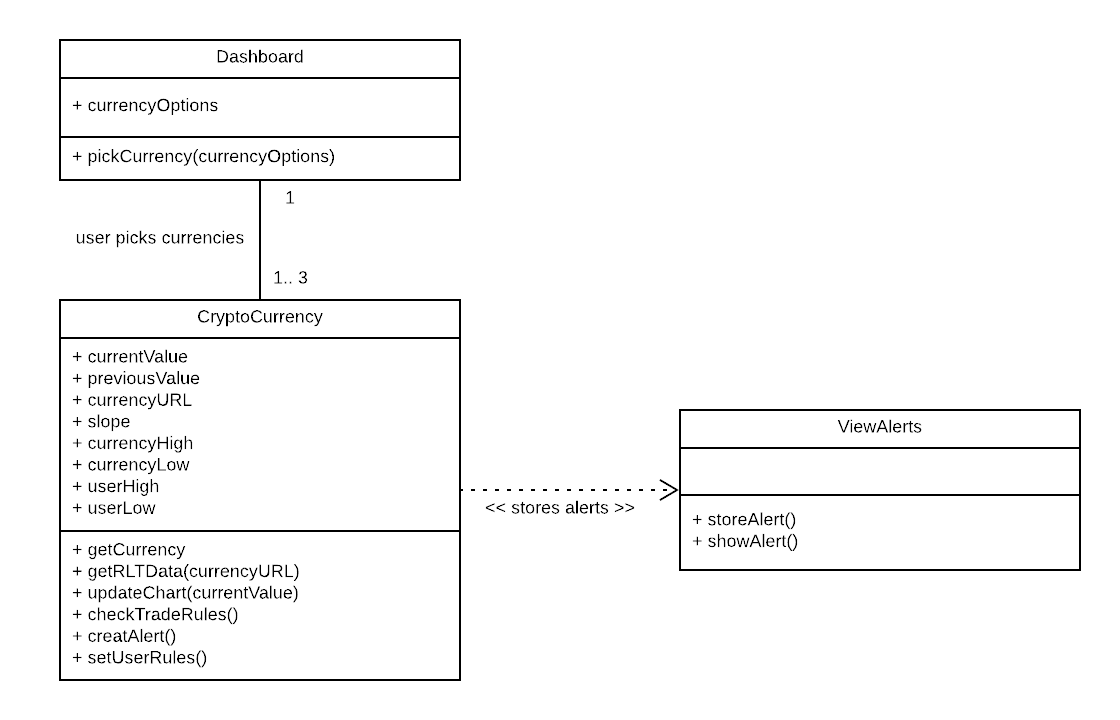 Dashboard
+ currencyOptions
+ pickCurrency(currencyOptions)
1
user picks currencies
1.. 3
CryptoCurrency
+ currentValue
+ previousValue
+ currencyURL
+ slope
+ currencyHigh
+ currencyLow
+ userHigh
+ userLow
+ getCurrency
+ getRLTData(currencyURL)
+ updateChart(currentValue)
+ checkTradeRules()
+ creatAlert()
+ setUserRules()
<< stores alerts >>
ViewAlerts
+ storeAlert()
+ showAlert()